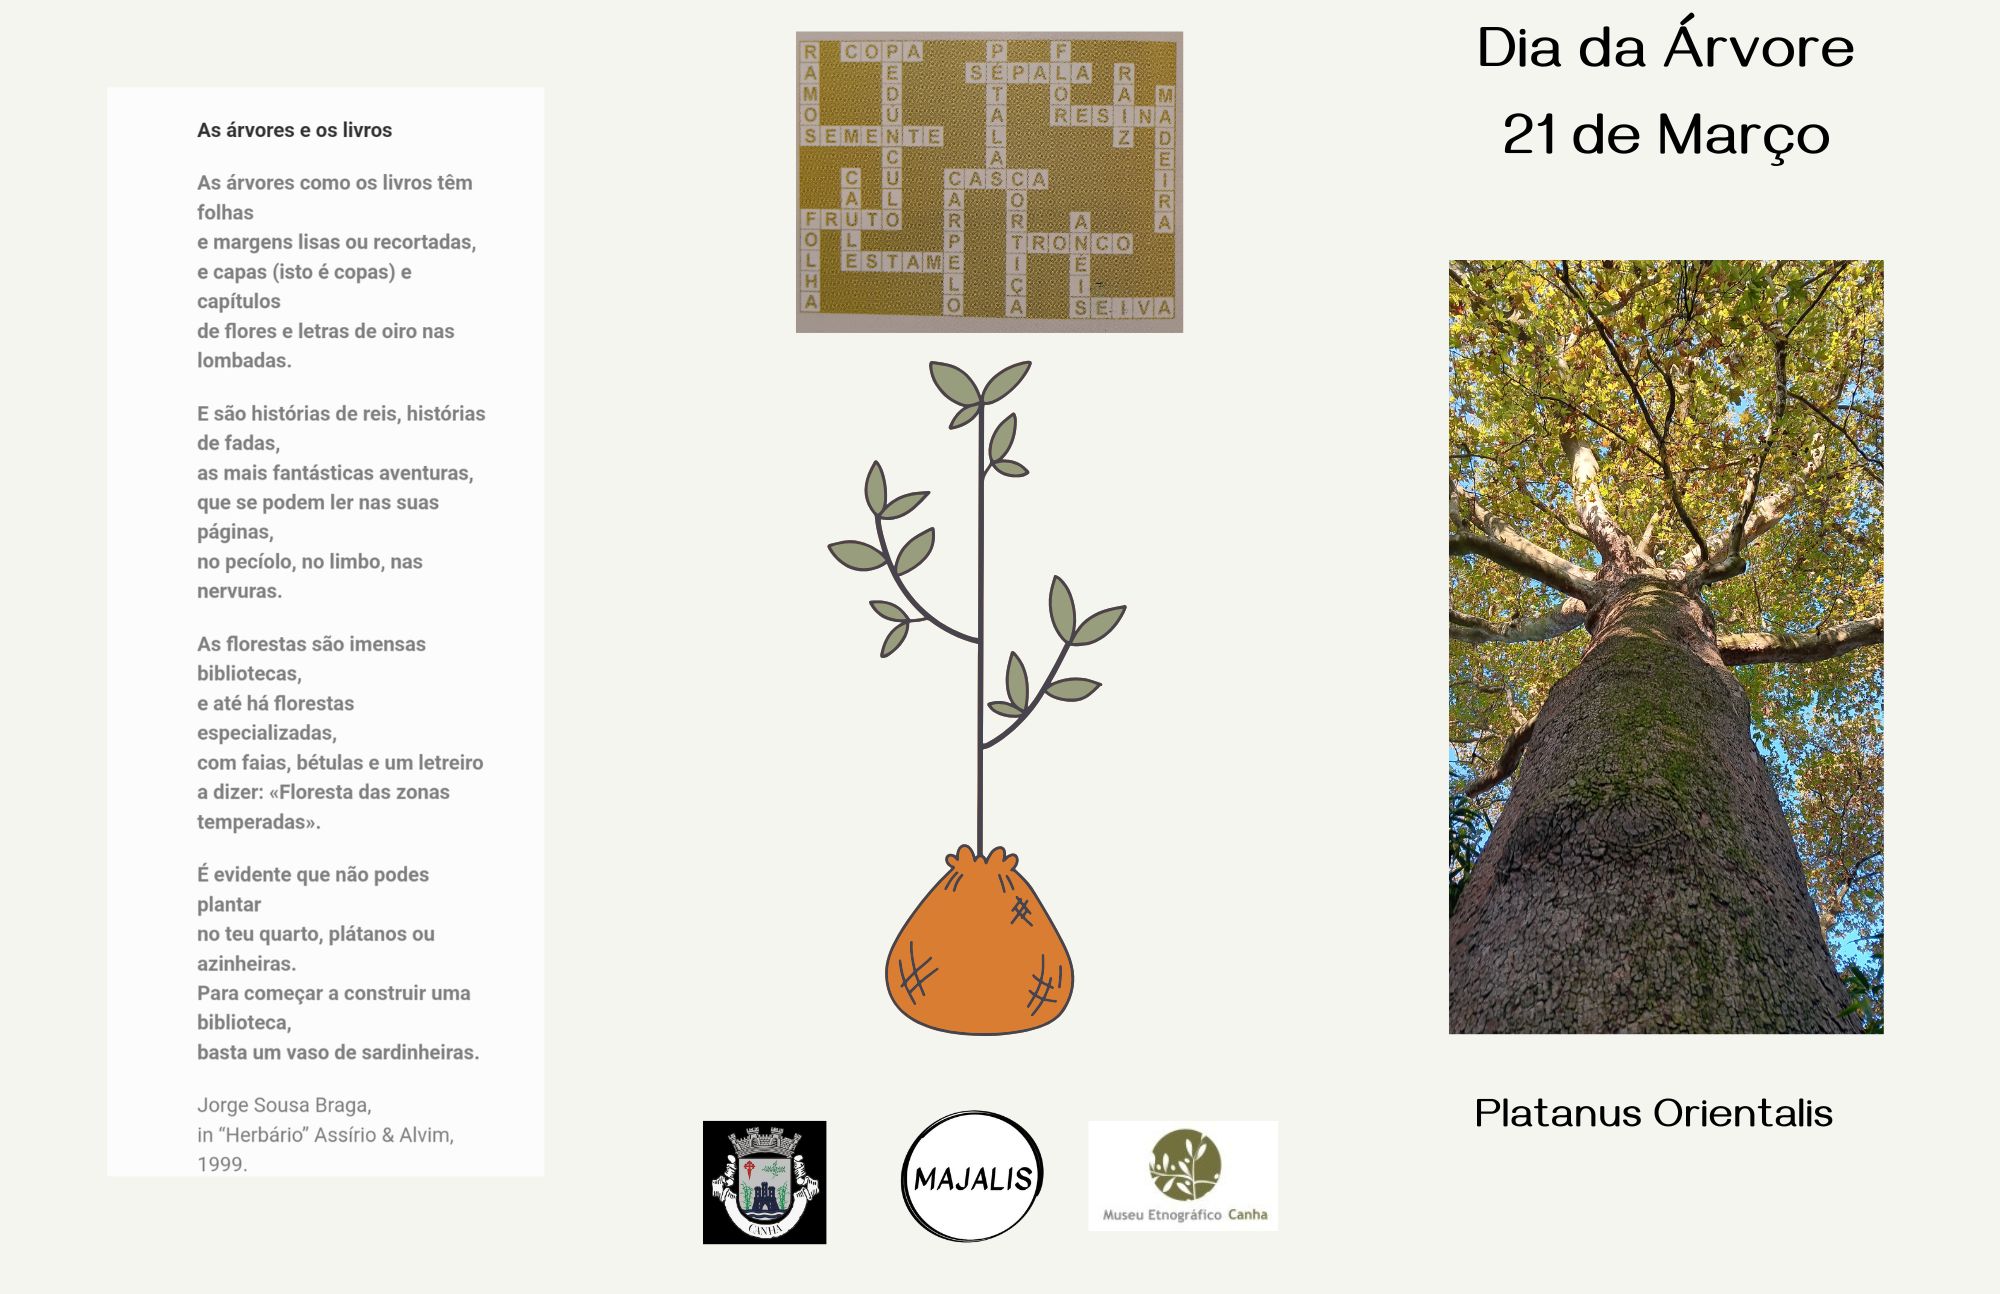 As árvores e os livros
As árvores como os livros têm
folhas
e margens lisas ou recortadas,
e capas (isto é copas) e
capítulos
de flores e letras de oiro nas
lombadas.
E são histórias de reis, histórias
de fadas,
as mais fantásticas aventuras,
que se podem ler nas suas
páginas,
no pecíolo, no limbo, nas
nervuras.
As florestas são imensas
bibliotecas,
e até há florestas
especializadas,
com faias, bétulas e um letreiro
a dizer: «Floresta das zonas
temperadas».
É evidente que não podes
plantar
no teu quarto, plátanos ou
azinheiras.
Para começar a construir uma
biblioteca,
basta um vaso de sardinheiras.
Jorge Sousa Braga,
in “Herbário” Assírio & Alvim,
1999.
RAMOS
COPA
PEDUNCULO
PÉTALAS
FLOR
SÉPALA
RAIZ
MADEIRA
RESINA
SEMENTE
CAULE
CASCA
CARPELO
CORTIÇA
FRUTO
FOLHA
ANÉIS
TRONCO
ESTAME
SEIVA
CANHA
MAJALIS
Museu Etnográfico Canha
Dia da Árvore
21 de Março
Platanus Orientalis